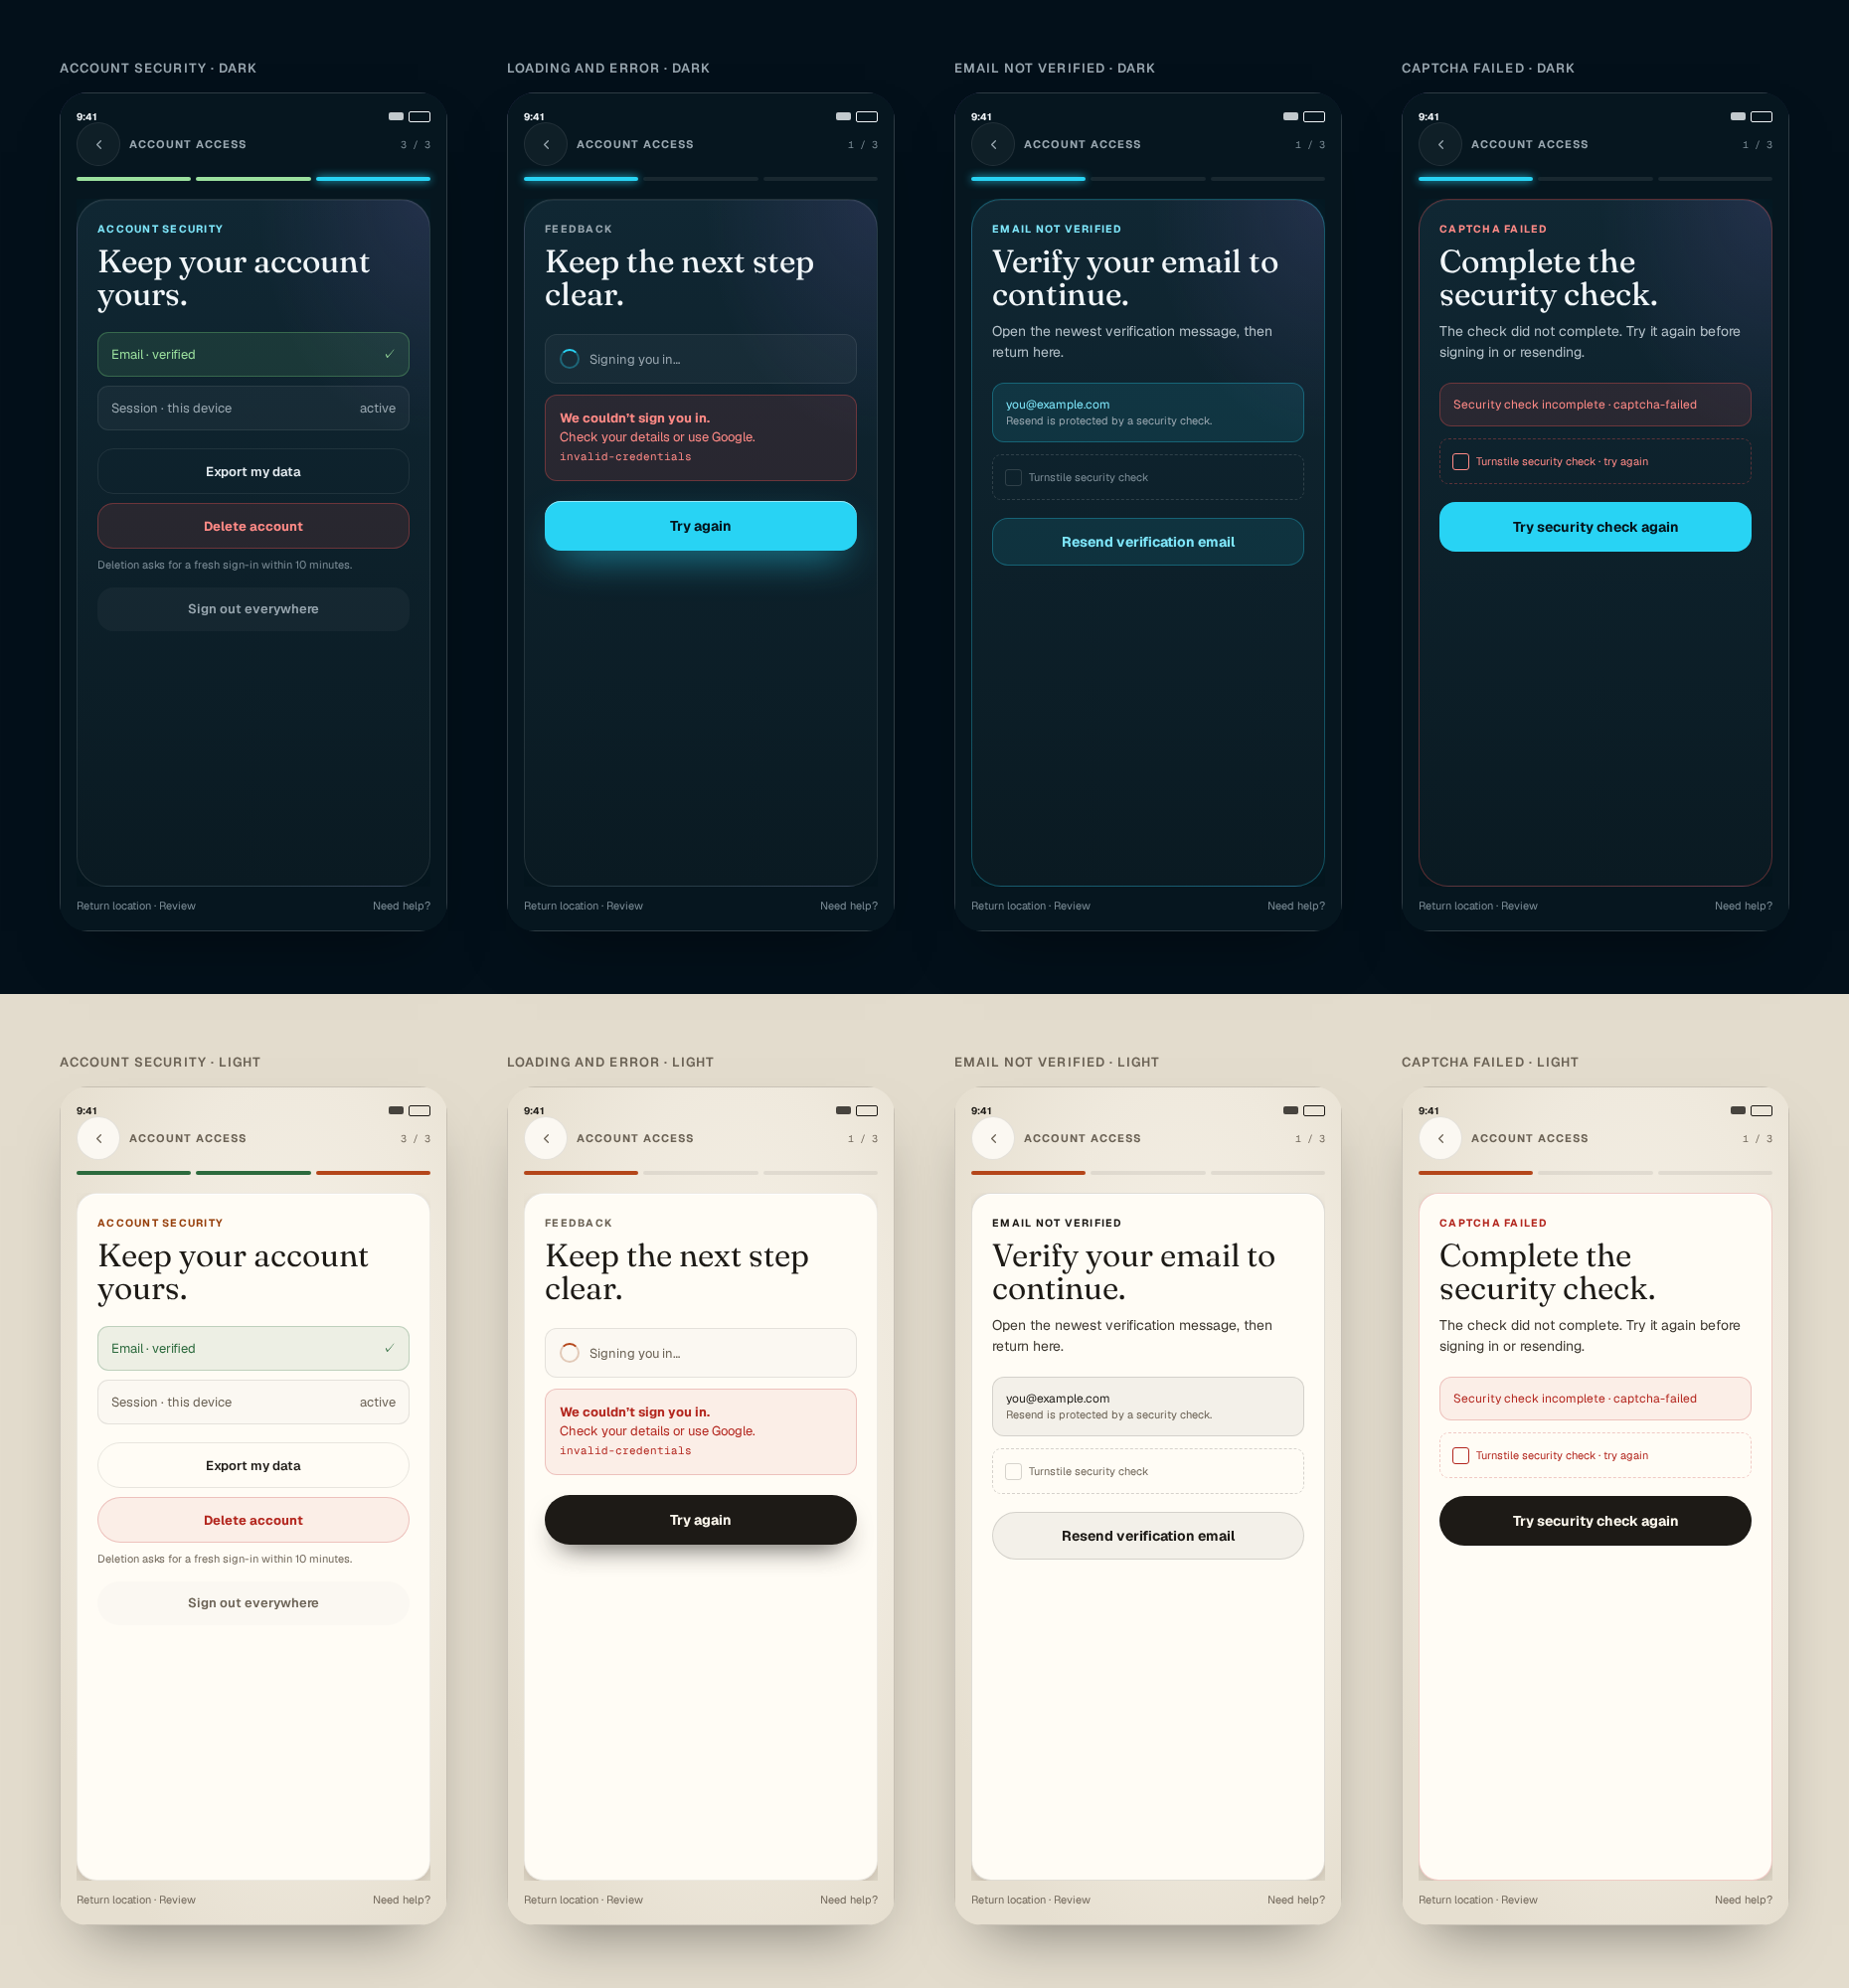 ACCOUNT SECURITY · DARK
9:41
ACCOUNT ACCESS
3 / 3
ACCOUNT SECURITY
Keep your account
yours.
Email · verified ✓
Session · this device active
Export my data
Delete account
Deletion asks for a fresh sign-in within 10 minutes.
Sign out everywhere
Return location · Review
Need help?
LOADING AND ERROR · DARK
9:41
ACCOUNT ACCESS
1 / 3
FEEDBACK
Keep the next step
clear.
Signing you in…
We couldn’t sign you in.
Check your details or use Google.
invalid-credentials
Try again
Return location · Review
Need help?
EMAIL NOT VERIFIED · DARK
9:41
ACCOUNT ACCESS
1 / 3
EMAIL NOT VERIFIED
Verify your email to
continue.
Open the newest verification message, then
return here.
you@example.com
Resend is protected by a security check.
Turnstile security check
Resend verification email
Return location · Review
Need help?
CAPTCHA FAILED · DARK
9:41
ACCOUNT ACCESS
1 / 3
CAPTCHA FAILED
Complete the
security check.
The check did not complete. Try it again before
signing in or resending.
Security check incomplete · captcha-failed
Turnstile security check · try again
Try security check again
Return location · Review
Need help?
ACCOUNT SECURITY · LIGHT
9:41
ACCOUNT ACCESS
3 / 3
ACCOUNT SECURITY
Keep your account
yours.
Email · verified ✓
Session · this device active
Export my data
Delete account
Deletion asks for a fresh sign-in within 10 minutes.
Sign out everywhere
Return location · Review
Need help?
LOADING AND ERROR · LIGHT
9:41
ACCOUNT ACCESS
1 / 3
FEEDBACK
Keep the next step
clear.
Signing you in…
We couldn’t sign you in.
Check your details or use Google.
invalid-credentials
Try again
Return location · Review
Need help?
EMAIL NOT VERIFIED · LIGHT
9:41
ACCOUNT ACCESS
1 / 3
EMAIL NOT VERIFIED
Verify your email to
continue.
Open the newest verification message, then
return here.
you@example.com
Resend is protected by a security check.
Turnstile security check
Resend verification email
Return location · Review
Need help?
CAPTCHA FAILED · LIGHT
9:41
ACCOUNT ACCESS
1 / 3
CAPTCHA FAILED
Complete the
security check.
The check did not complete. Try it again before
signing in or resending.
Security check incomplete · captcha-failed
Turnstile security check · try again
Try security check again
Return location · Review
Need help?